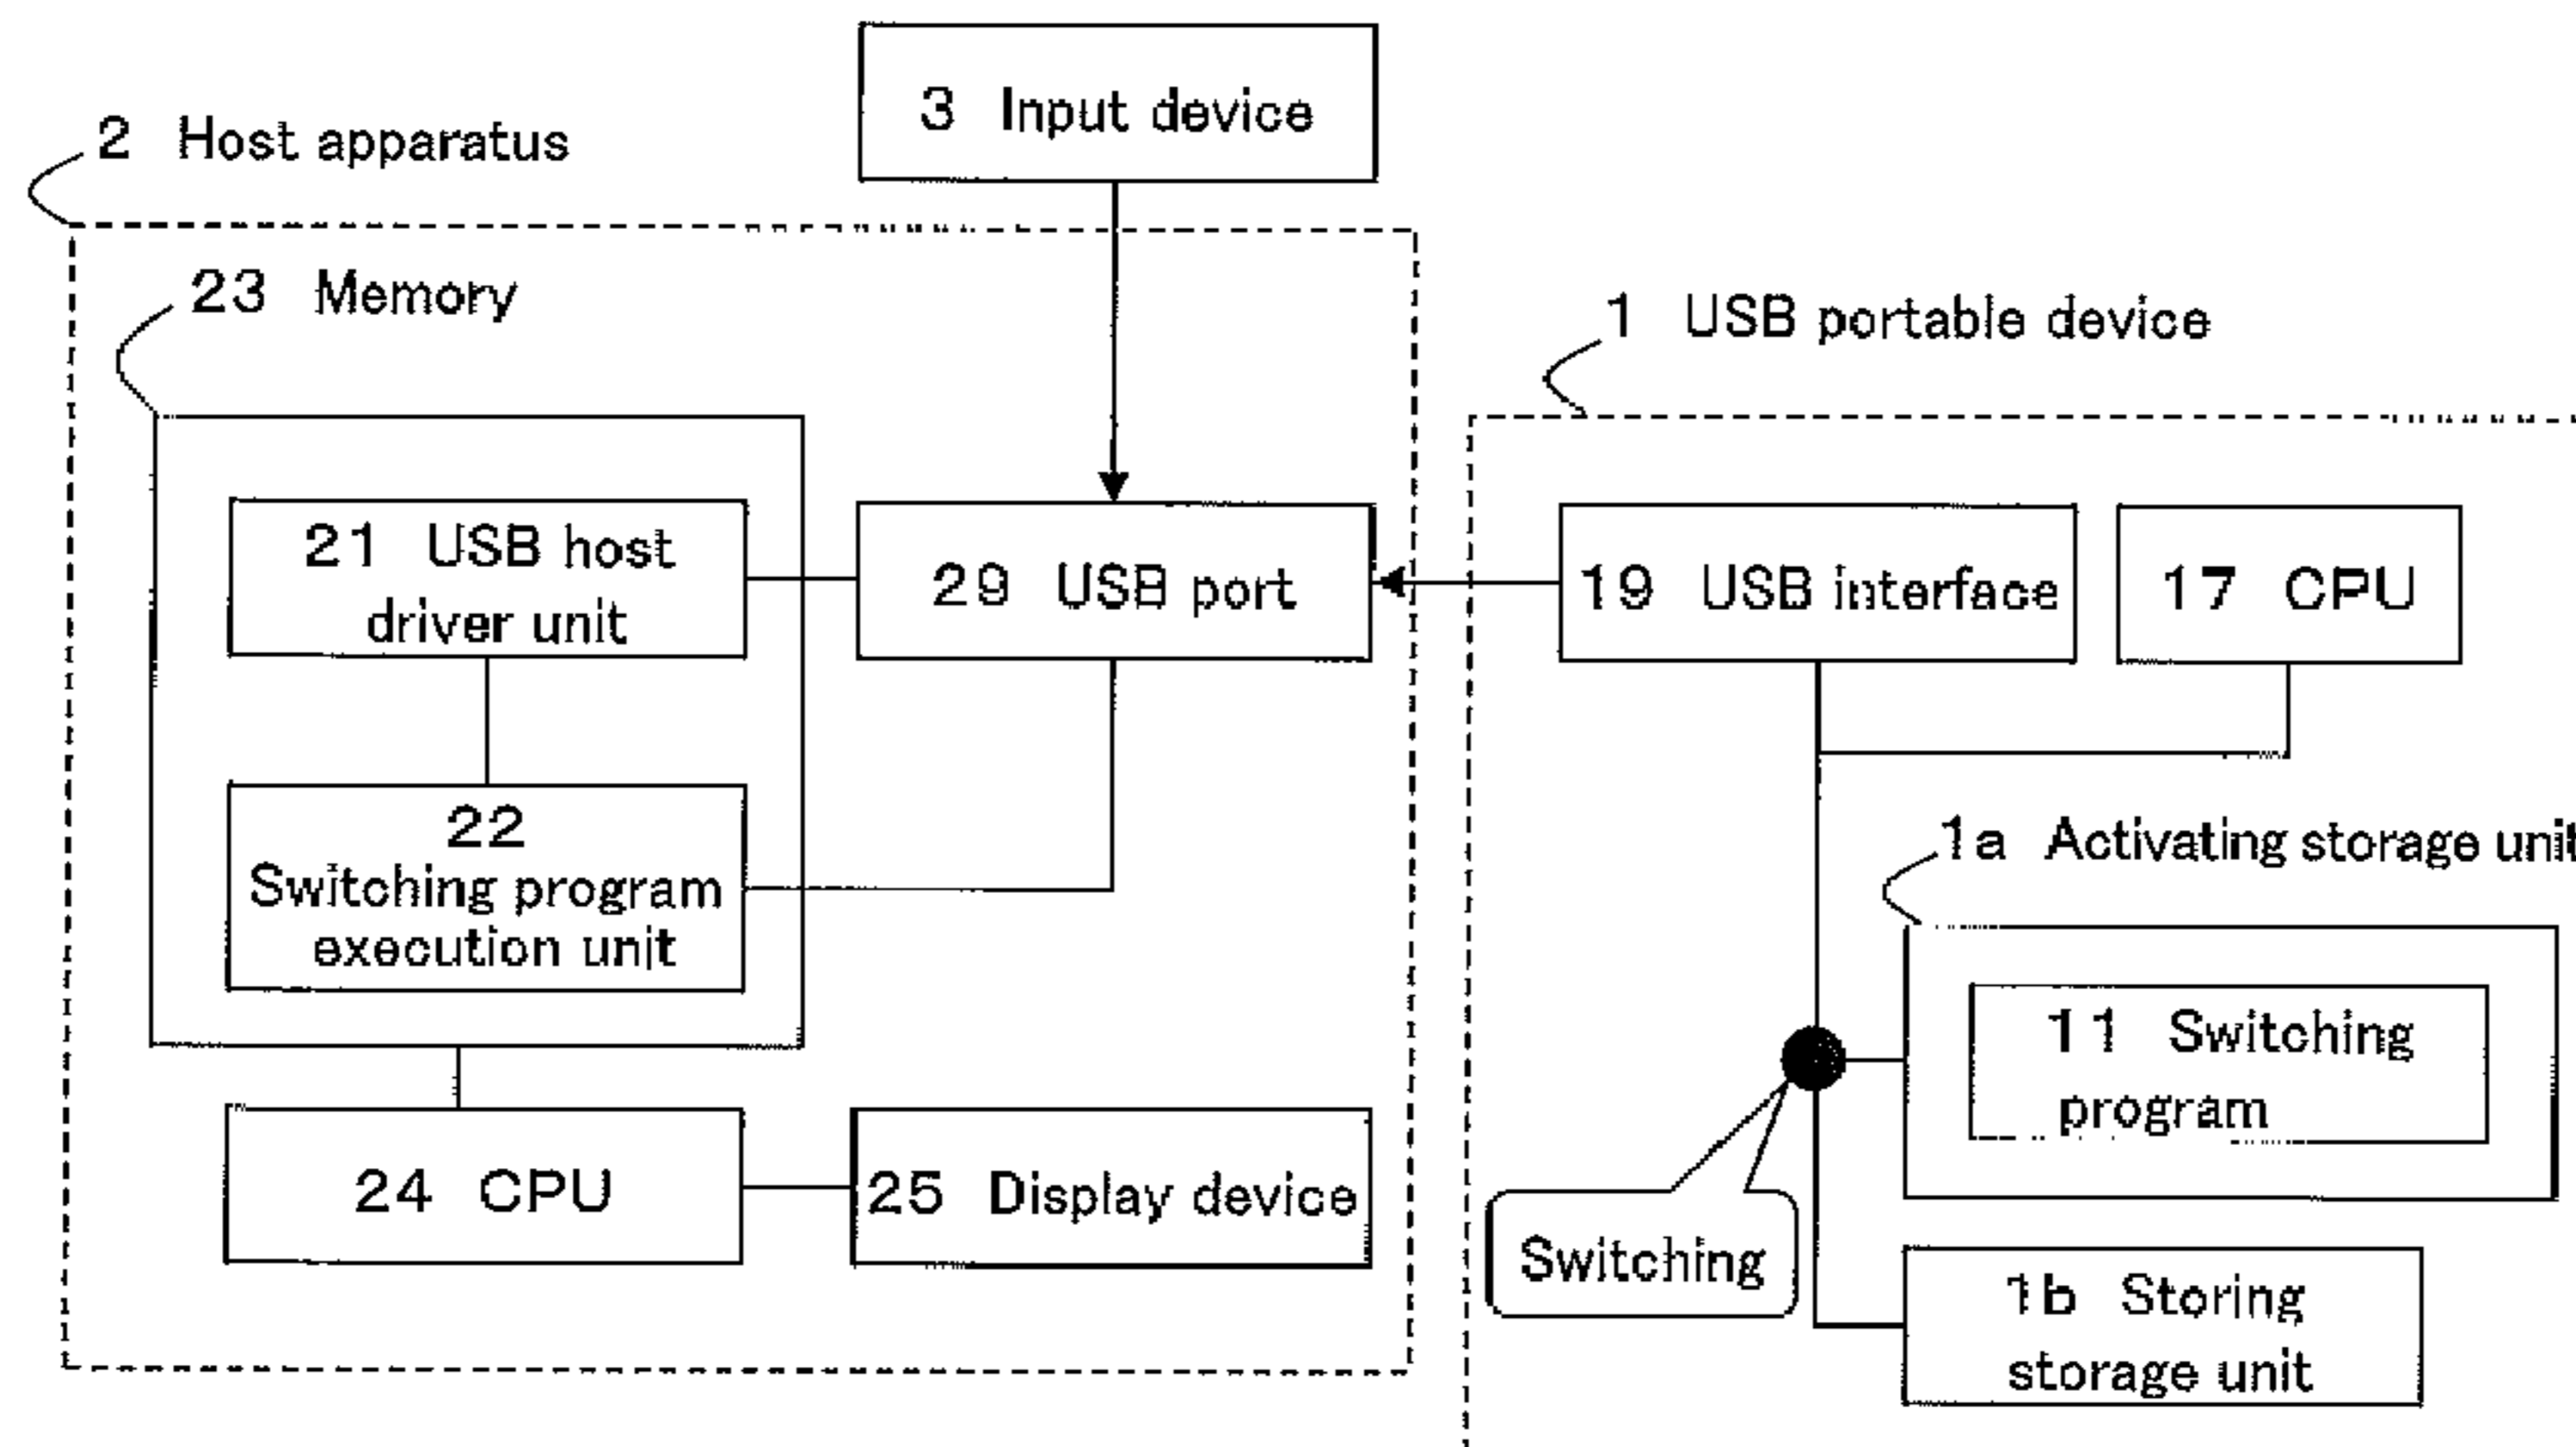 3 Input device
2 Host apparatus
23 Memory
1 USB portable device
21 USB host
driver unit
29 USB port
19 USB interface
17 CPU
22
Switching program
execution unit
1a Activating storage unit
11 Switching
program
24 CPU
25 Display device
Switching
1b Storing
storage unit